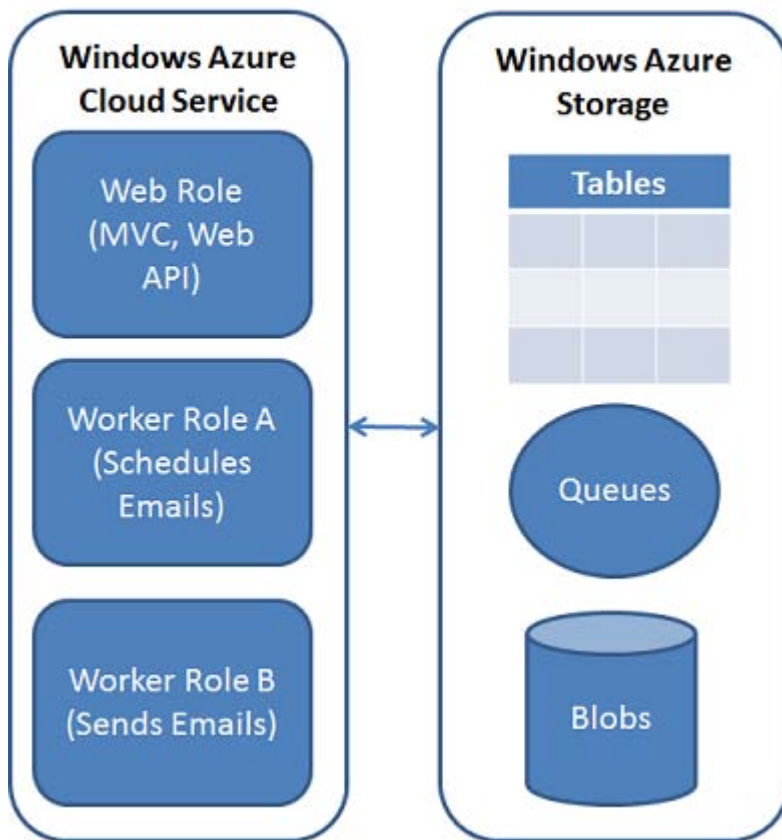 Windows Azure
Cloud Service
Web Role
(MVC, Web
API)
Worker Role A
(Schedules
Emails)
Worker Role B
(Sends Emails)
Windows Azure
Storage
Tables
Queues
Blobs